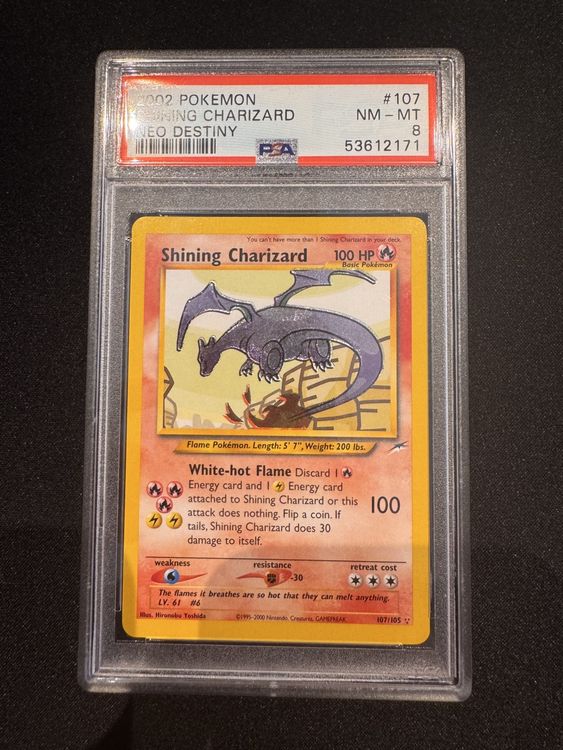 2002 POKEMON #107
SHINING CHARIZARD NM - MT
NEO DESTINY 8
PSA 53612171
You can't have more than 1 Shining Charizard in your deck.
Shining Charizard 100 HP
Basic Pokémon
Flame Pokémon. Length: 5' 7", Weight: 200 lbs.
White-hot Flame Discard 1
Energy card and 1 Energy card
attached to Shining Charizard or this
attack does nothing. Flip a coin. If
tails, Shining Charizard does 30
damage to itself.
100
weakness resistance retreat cost
-30
The flames it breathes are so hot that they can melt anything.
LV. 61 #6
Illus. Hironobu Yoshida ©1995-2000 Nintendo, Creatures, GAMEFREAK. 107/105